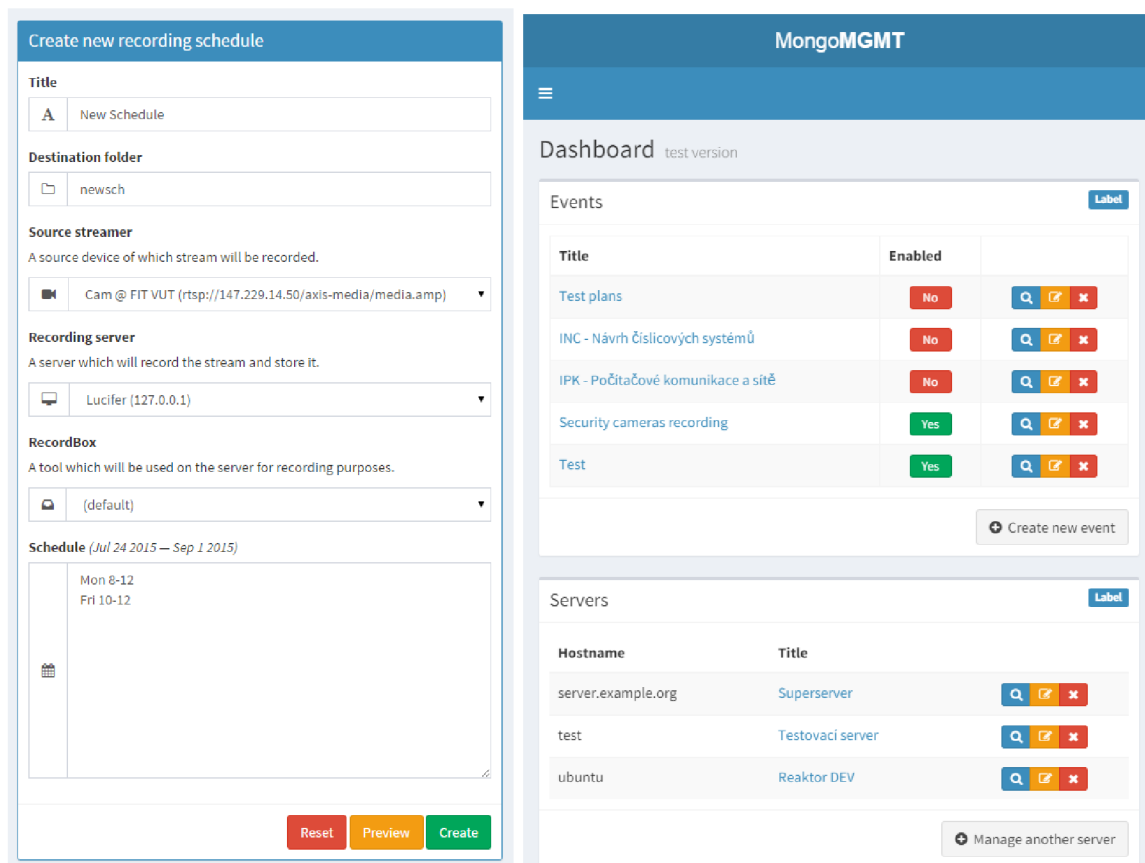 Create new recording schedule
Title
New Schedule
Destination folder
newsch
Source streamer
A source device of which stream will be recorded.
Cam @ FIT VUT (rtsp://147.229.14.50/axis-media/media.amp)
Recording server
A server which will record the stream and store it.
Lucifer (127.0.0.1)
RecordBox
A tool which will be used on the server for recording purposes.
(default)
Schedule (Jul 24 2015 — Sep 1 2015)
Mon 8-12
Fri 10-12
Reset Preview Create
MongoMGMT
Dashboard test version
Events Label
Title Enabled
Test plans No
INC - Návrh číslicových systémů No
IPK - Počítačové komunikace a sítě No
Security cameras recording Yes
Test Yes
Create new event
Servers Label
Hostname Title
server.example.org Superserver
test Testovací server
ubuntu Reaktor DEV
Manage another server